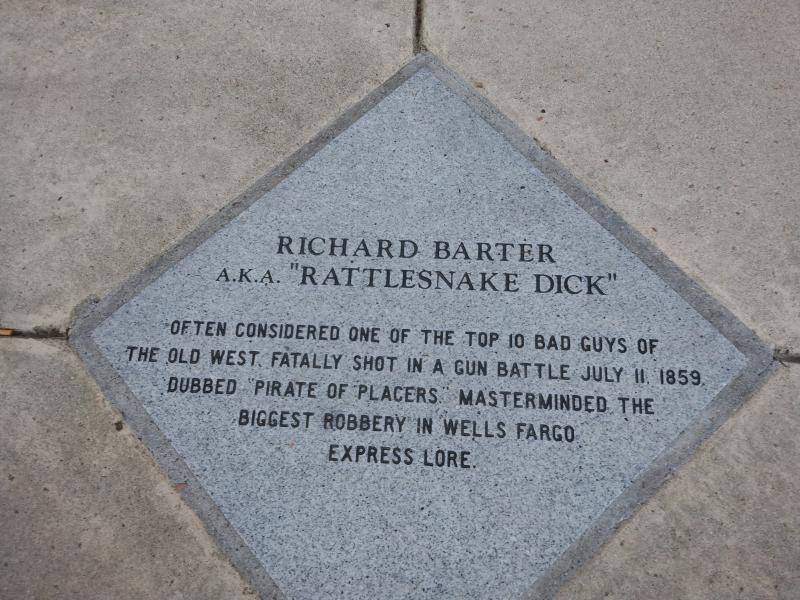 RICHARD BARTER
A.K.A. "RATTLESNAKE DICK"
OFTEN CONSIDERED ONE OF THE TOP 10 BAD GUYS OF
THE OLD WEST. FATALLY SHOT IN A GUN BATTLE JULY 11, 1859.
DUBBED "PIRATE OF PLACERS." MASTERMINDED THE
BIGGEST ROBBERY IN WELLS FARGO
EXPRESS LORE.